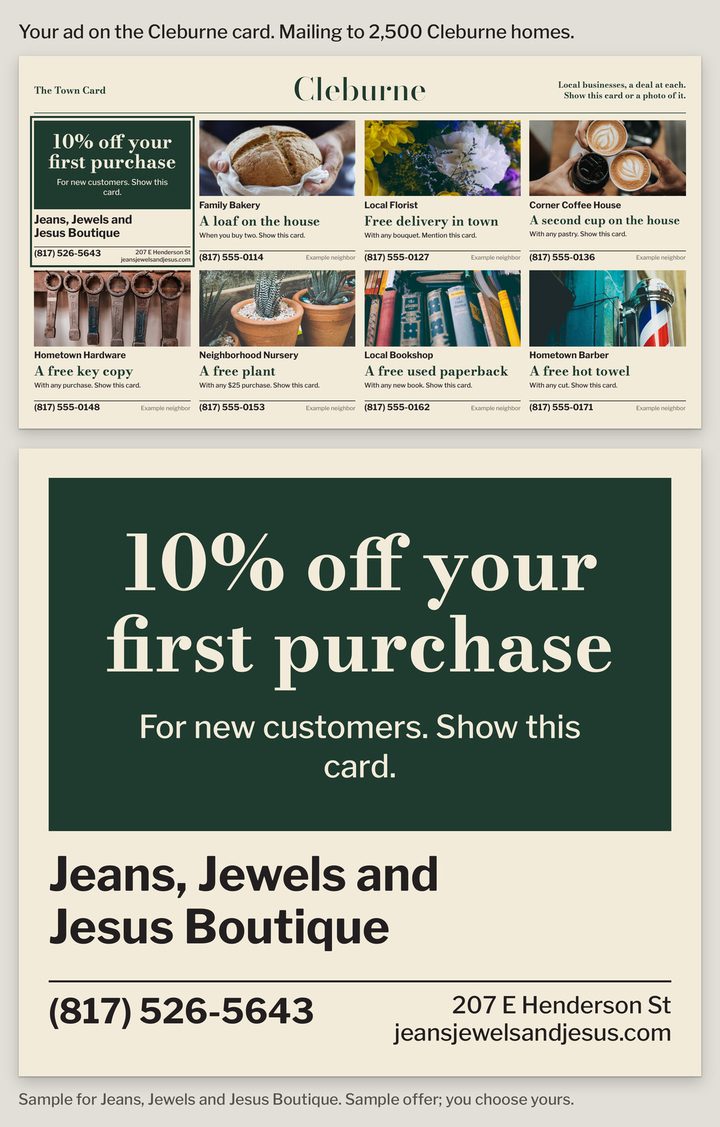 Your ad on the Cleburne card. Mailing to 2,500 Cleburne homes.
The Town Card
Cleburne
Local businesses, a deal at each.
Show this card or a photo of it.
10% off your
first purchase
For new customers. Show this
card.
Jeans, Jewels and
Jesus Boutique
(817) 526-5643
207 E Henderson St
jeansjewelsandjesus.com
Family Bakery
A loaf on the house
When you buy two. Show this card.
(817) 555-0114
Example neighbor
Local Florist
Free delivery in town
With any bouquet. Mention this card.
(817) 555-0127
Example neighbor
Corner Coffee House
A second cup on the house
With any pastry. Show this card.
(817) 555-0136
Example neighbor
Hometown Hardware
A free key copy
With any purchase. Show this card.
(817) 555-0148
Example neighbor
Neighborhood Nursery
A free plant
With any $25 purchase. Show this card.
(817) 555-0153
Example neighbor
Local Bookshop
A free used paperback
With any new book. Show this card.
(817) 555-0162
Example neighbor
Hometown Barber
A free hot towel
With any cut. Show this card.
(817) 555-0171
Example neighbor
10% off your
first purchase
For new customers. Show this
card.
Jeans, Jewels and
Jesus Boutique
(817) 526-5643
207 E Henderson St
jeansjewelsandjesus.com
Sample for Jeans, Jewels and Jesus Boutique. Sample offer; you choose yours.